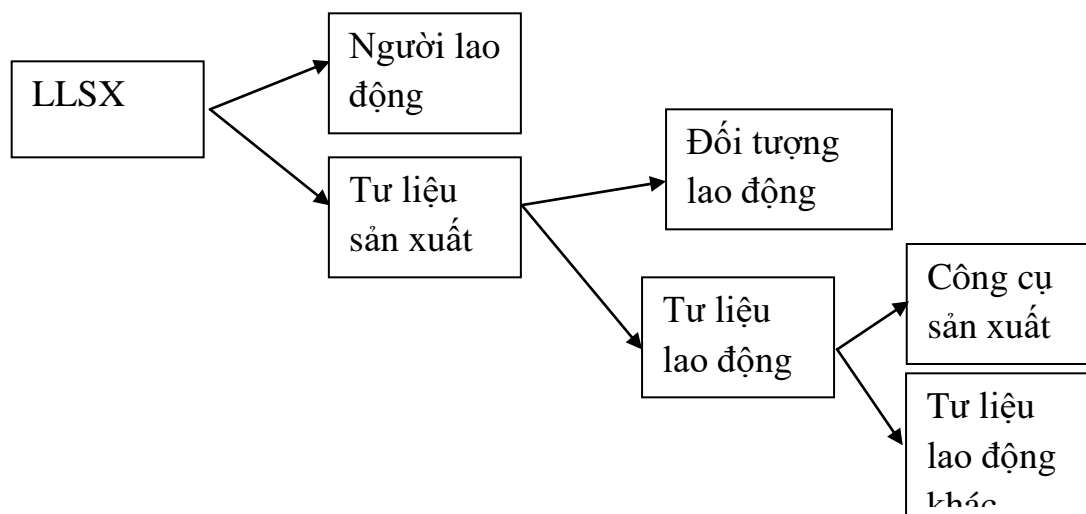 LLSX
Người lao
động
Tư liệu
sản xuất
Đối tượng
lao động
Tư liệu
lao động
Công cụ
sản xuất
Tư liệu
lao động
khác